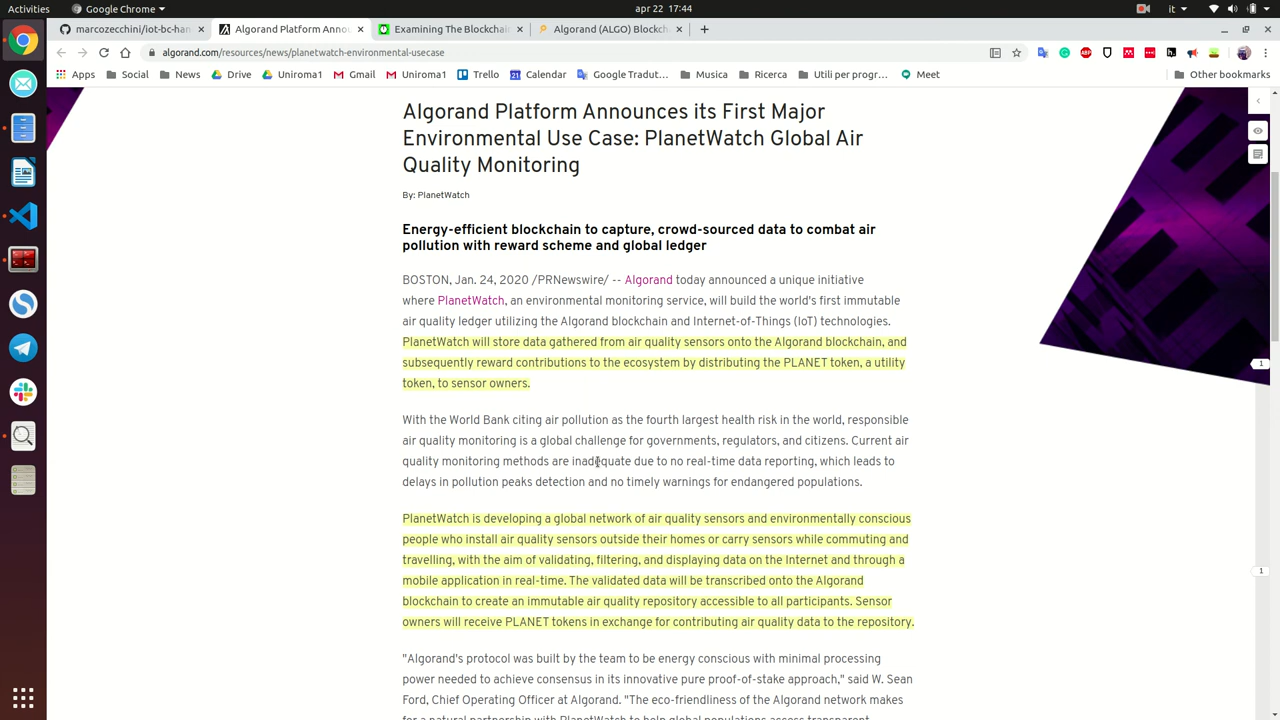 Activities
Google Chrome
apr 22 17:44
it
marcozecchini/iot-bc-han
Algorand Platform Annou
Examining The Blockchain
Algorand (ALGO) Blockch
algorand.com/resources/news/planetwatch-environmental-usecase
Apps Social News Drive Uniroma1 Gmail Uniroma1 Trello Calendar Google Tradut... Musica Ricerca Utili per progr... Meet Other bookmarks
Algorand Platform Announces its First Major
Environmental Use Case: PlanetWatch Global Air
Quality Monitoring
By: PlanetWatch
Energy-efficient blockchain to capture, crowd-sourced data to combat air
pollution with reward scheme and global ledger
BOSTON, Jan. 24, 2020 /PRNewswire/ -- Algorand today announced a unique initiative
where PlanetWatch, an environmental monitoring service, will build the world's first immutable
air quality ledger utilizing the Algorand blockchain and Internet-of-Things (IoT) technologies.
PlanetWatch will store data gathered from air quality sensors onto the Algorand blockchain, and
subsequently reward contributions to the ecosystem by distributing the PLANET token, a utility
token, to sensor owners.
With the World Bank citing air pollution as the fourth largest health risk in the world, responsible
air quality monitoring is a global challenge for governments, regulators, and citizens. Current air
quality monitoring methods are inadequate due to no real-time data reporting, which leads to
delays in pollution peaks detection and no timely warnings for endangered populations.
PlanetWatch is developing a global network of air quality sensors and environmentally conscious
people who install air quality sensors outside their homes or carry sensors while commuting and
travelling, with the aim of validating, filtering, and displaying data on the Internet and through a
mobile application in real-time. The validated data will be transcribed onto the Algorand
blockchain to create an immutable air quality repository accessible to all participants. Sensor
owners will receive PLANET tokens in exchange for contributing air quality data to the repository.
"Algorand's protocol was built by the team to be energy conscious with minimal processing
power needed to achieve consensus in its innovative pure proof-of-stake approach," said W. Sean
Ford, Chief Operating Officer at Algorand. "The eco-friendliness of the Algorand network makes
for a natural partnership with PlanetWatch to help global populations access transparent
1
1